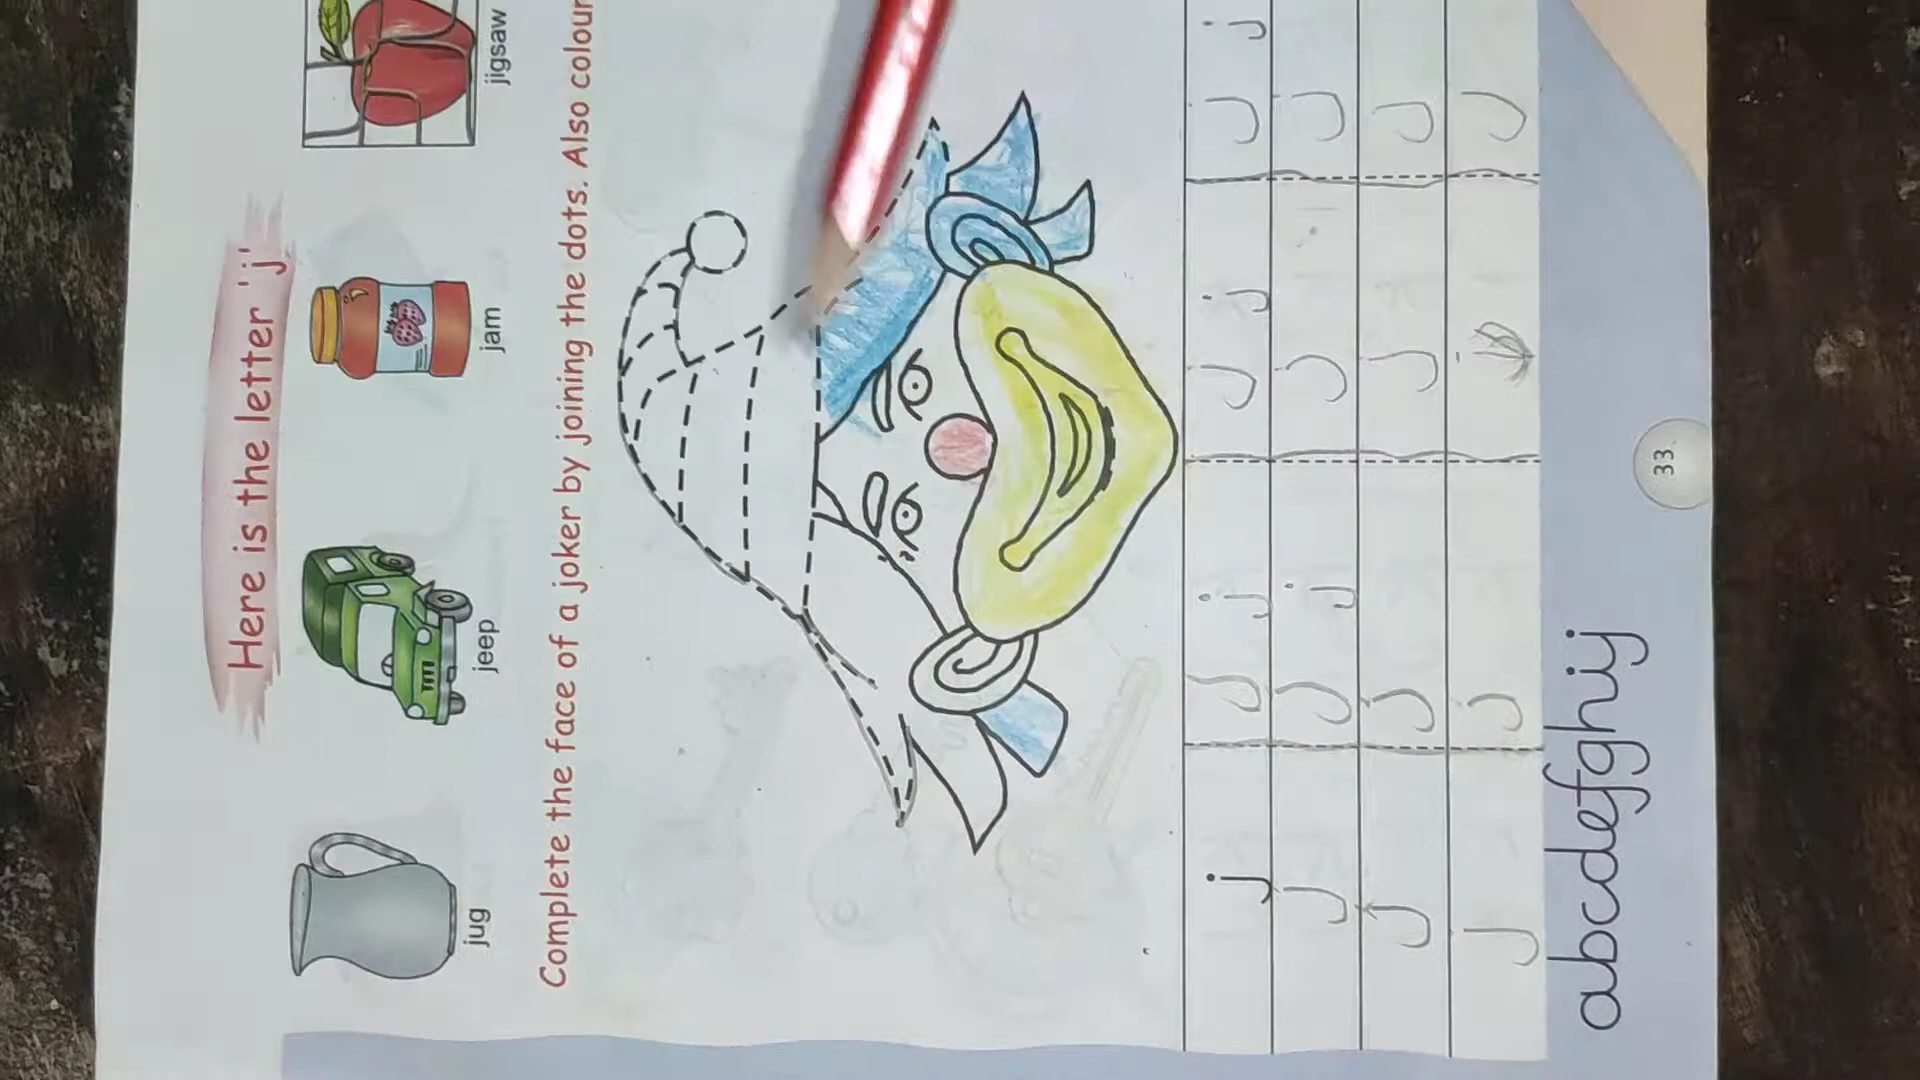 Here is the letter 'j'
jug jeep jam jigsaw
Complete the face of a joker by joining the dots. Also colour
j j j j j j j
j j j j j
j j j j
j j j
abcdefghij
33